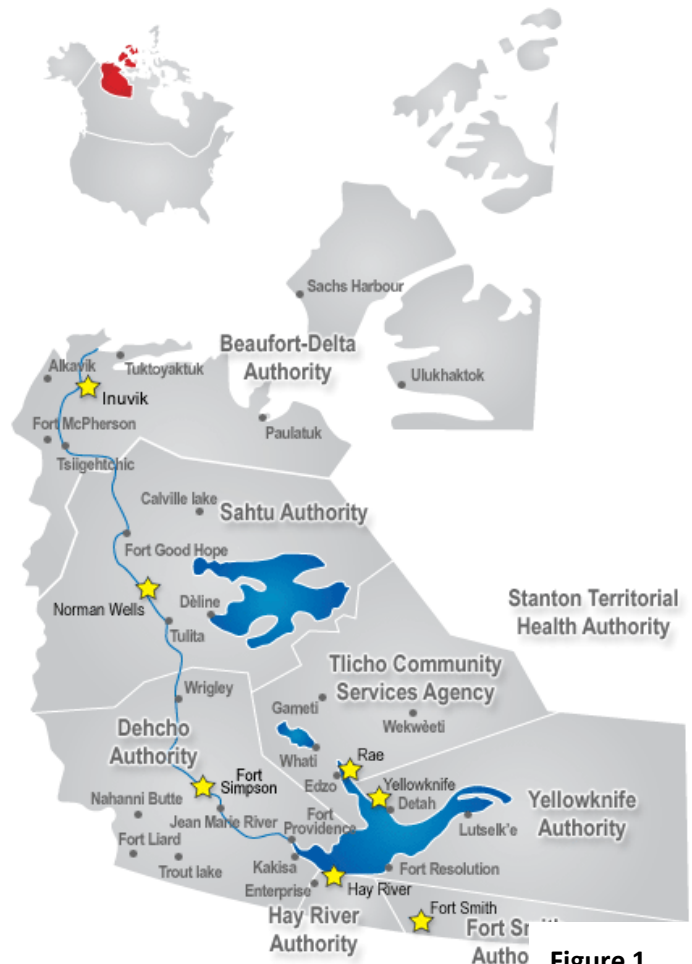 Sachs Harbour
Beaufort-Delta
Authority
Alkavik
Tuktoyaktuk
Ulukhaktok
Inuvik
Fort McPherson
Paulatuk
Tsiigehtchic
Calville lake
Sahtu Authority
Fort Good Hope
Norman Wells
Dèline
Tulita
Stanton Territorial
Health Authority
Tlicho Community
Services Agency
Wrigley
Gameti
Wekwèeti
Dehcho
Authority
Whati
Rae
Edzo
Fort
Simpson
Yellowknife
Detah
Nahanni Butte
Jean Marie River
Fort
Providence
Lutselk'e
Yellowknife
Authority
Fort Liard
Trout lake
Kakisa
Fort Resolution
Enterprise
Hay River
Hay River
Authority
Fort Smith
Fort
Figure 1